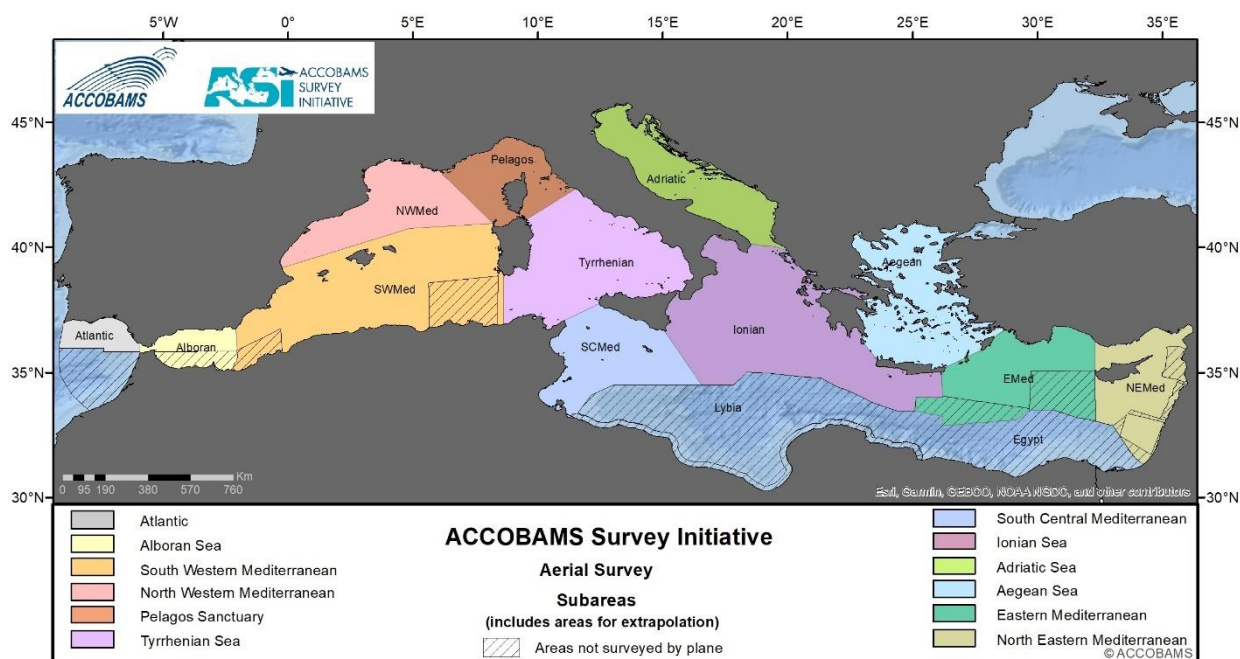 5°W 0° 5°E 10°E 15°E 20°E 25°E 30°E 35°E
ACCOBAMS
ASI
ACCOBAMS
SURVEY
INITIATIVE
45°N 45°N
40°N 40°N
35°N 35°N
30°N 30°N
Pelagos
Adriatic
NWMed
Tyrrhenian
Aegean
SWMed
Ionian
Atlantic
Alboran
SCMed
EMed
NEMed
Lybia
Egypt
Km
0 95 190 380 570 760
Esri, Garmin, GEBCO, NOAA NGDC, and other contributors
Atlantic
Alboran Sea
South Western Mediterranean
North Western Mediterranean
Pelagos Sanctuary
Tyrrhenian Sea
ACCOBAMS Survey Initiative
Aerial Survey
Subareas
(includes areas for extrapolation)
Areas not surveyed by plane
South Central Mediterranean
Ionian Sea
Adriatic Sea
Aegean Sea
Eastern Mediterranean
North Eastern Mediterranean
© ACCOBAMS